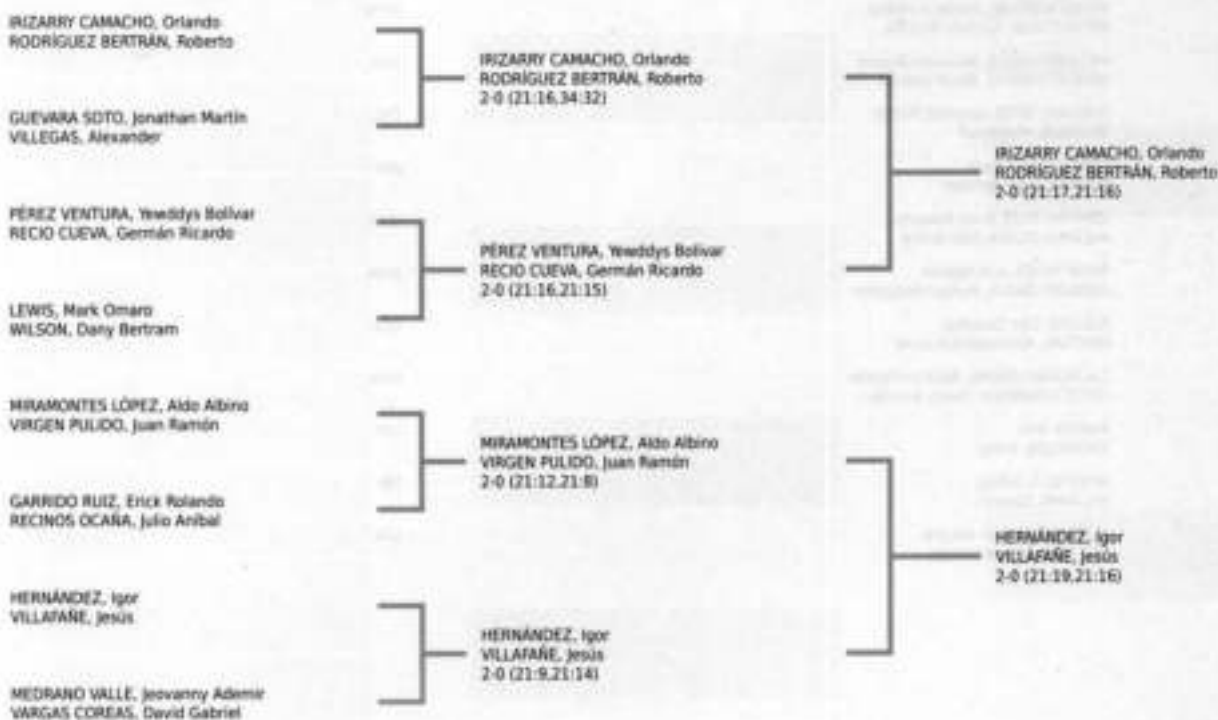 IRIZARRY CAMACHO, Orlando
RODRÍGUEZ BERTRÁN, Roberto
GUEVARA SOTO, Jonathan Martín
VILLEGAS, Alexander
PÉREZ VENTURA, Yewddys Bolívar
RECIO CUEVA, Germán Ricardo
LEWIS, Mark Omaro
WILSON, Dany Bertram
MIRAMONTES LÓPEZ, Aldo Albino
VIRGEN PULIDO, Juan Ramón
GARRIDO RUIZ, Erick Rolando
RECINOS OCAÑA, Julio Aníbal
HERNÁNDEZ, Igor
VILLAFAÑE, Jesús
MEDRANO VALLE, Jeovanny Ademir
VARGAS COREAS, David Gabriel
IRIZARRY CAMACHO, Orlando
RODRÍGUEZ BERTRÁN, Roberto
2-0 (21:16,34:32)
PÉREZ VENTURA, Yewddys Bolívar
RECIO CUEVA, Germán Ricardo
2-0 (21:16,21:15)
MIRAMONTES LÓPEZ, Aldo Albino
VIRGEN PULIDO, Juan Ramón
2-0 (21:12,21:8)
HERNÁNDEZ, Igor
VILLAFAÑE, Jesús
2-0 (21:9,21:14)
IRIZARRY CAMACHO, Orlando
RODRÍGUEZ BERTRÁN, Roberto
2-0 (21:17,21:16)
HERNÁNDEZ, Igor
VILLAFAÑE, Jesús
2-0 (21:19,21:16)